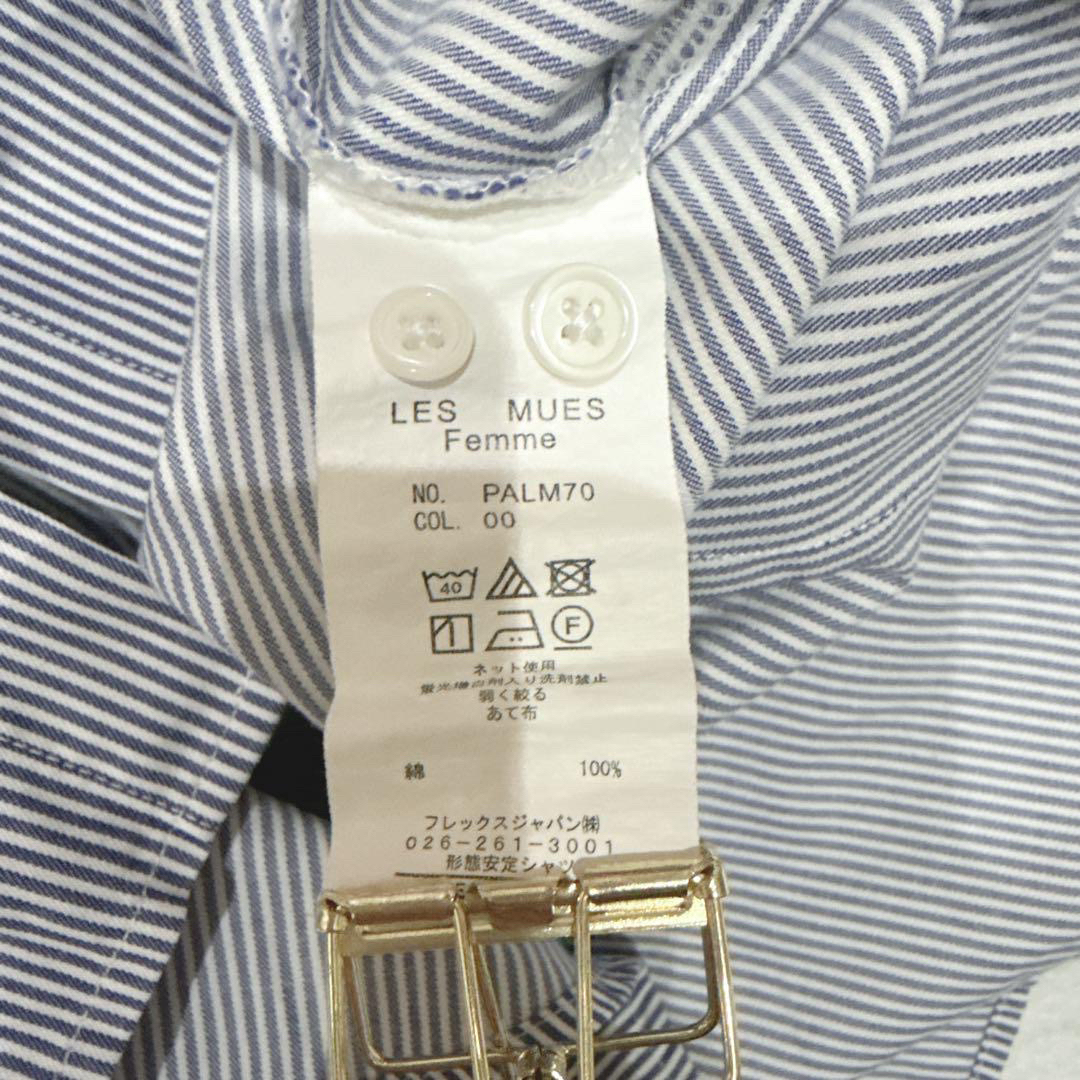 LES MUES
Femme
NO. PALM70
COL. 00
40
F
ネット使用
蛍光増白剤入り洗剤禁止
弱く絞る
あて布
綿 100%
フレックスジャパン㈱
026-261-3001
形態安定シャツ